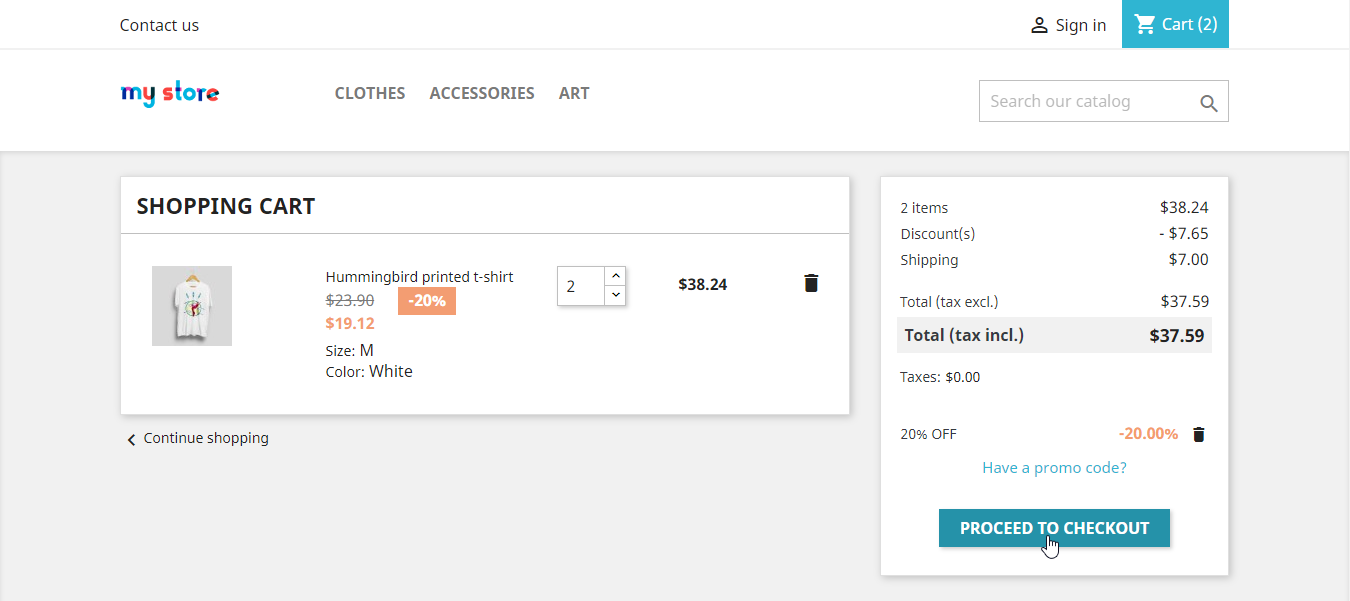 Contact us
Sign in
Cart (2)
my store
CLOTHES ACCESSORIES ART
Search our catalog
SHOPPING CART
Hummingbird printed t-shirt
$23.90 -20%
$19.12
Size: M
Color: White
2
$38.24
Continue shopping
2 items $38.24
Discount(s) - $7.65
Shipping $7.00
Total (tax excl.) $37.59
Total (tax incl.) $37.59
Taxes: $0.00
20% OFF -20.00%
Have a promo code?
PROCEED TO CHECKOUT